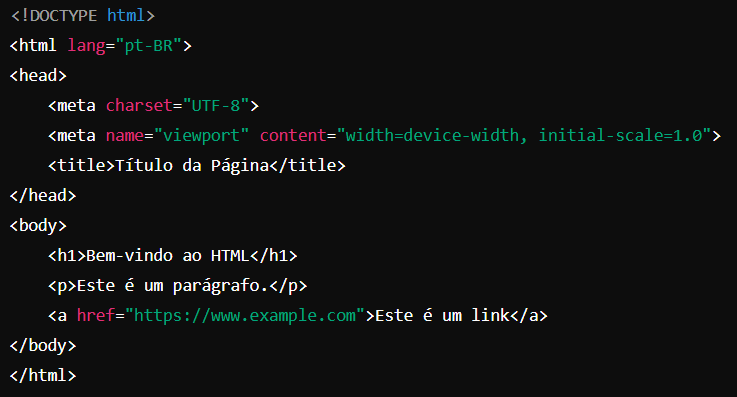 <!DOCTYPE html>
<html lang="pt-BR">
<head>
    <meta charset="UTF-8">
    <meta name="viewport" content="width=device-width, initial-scale=1.0">
    <title>Título da Página</title>
</head>
<body>
    <h1>Bem-vindo ao HTML</h1>
    <p>Este é um parágrafo.</p>
    <a href="https://www.example.com">Este é um link</a>
</body>
</html>